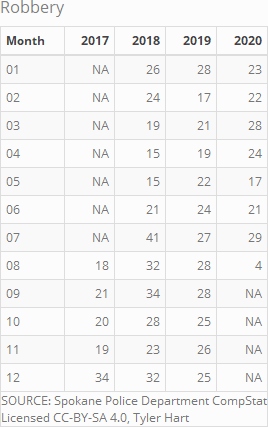 Robbery
Month 2017 2018 2019 2020
01 NA 26 28 23
02 NA 24 17 22
03 NA 19 21 28
04 NA 15 19 24
05 NA 15 22 17
06 NA 21 24 21
07 NA 41 27 29
08 18 32 28 4
09 21 34 28 NA
10 20 28 25 NA
11 19 23 26 NA
12 34 32 25 NA
SOURCE: Spokane Police Department CompStat
Licensed CC-BY-SA 4.0, Tyler Hart